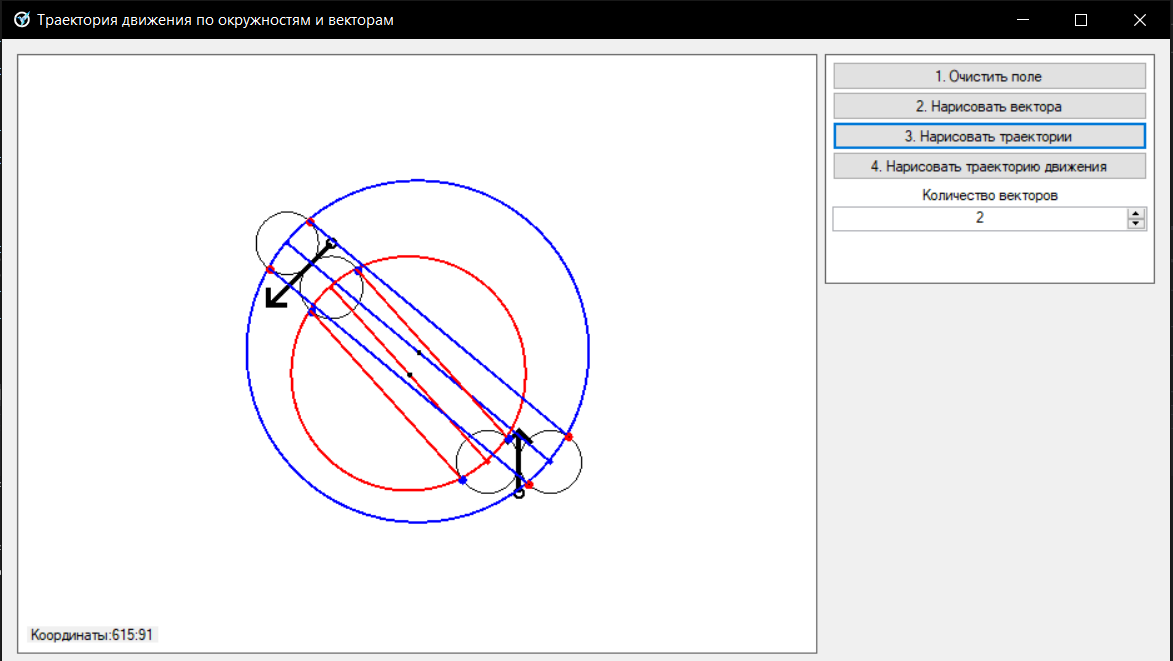 Траектория движения по окружностям и векторам
1. Очистить поле
2. Нарисовать вектора
3. Нарисовать траектории
4. Нарисовать траекторию движения
Количество векторов
2
Координаты:615:91